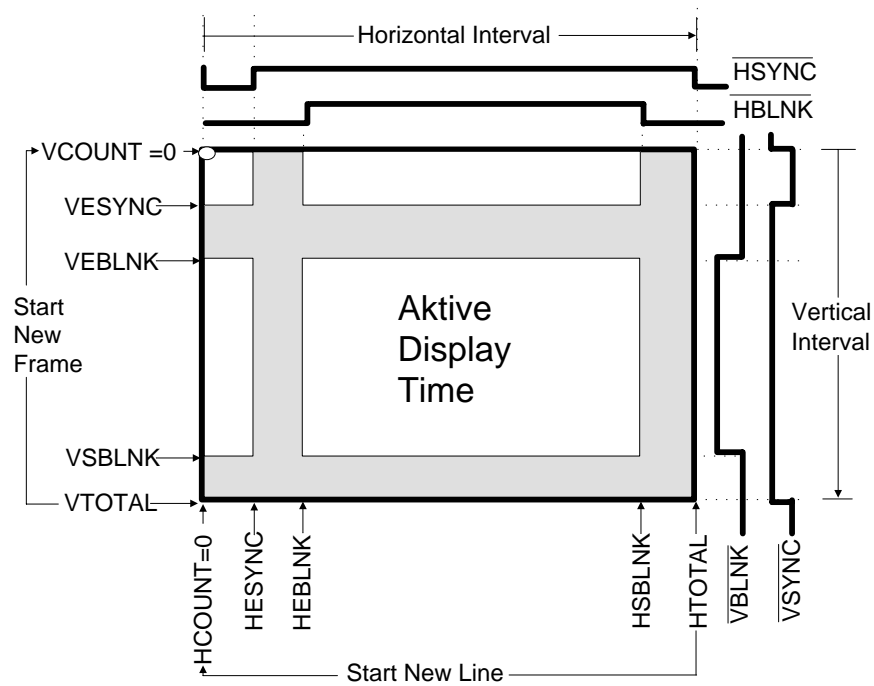 Horizontal Interval
HSYNC
HBLNK
VCOUNT =0
VESYNC
VEBLNK
Start
New
Frame
Aktive
Display
Time
Vertical
Interval
VSBLNK
VTOTAL
HCOUNT=0
HESYNC
HEBLNK
HSBLNK
HTOTAL
VBLNK
VSYNC
Start New Line